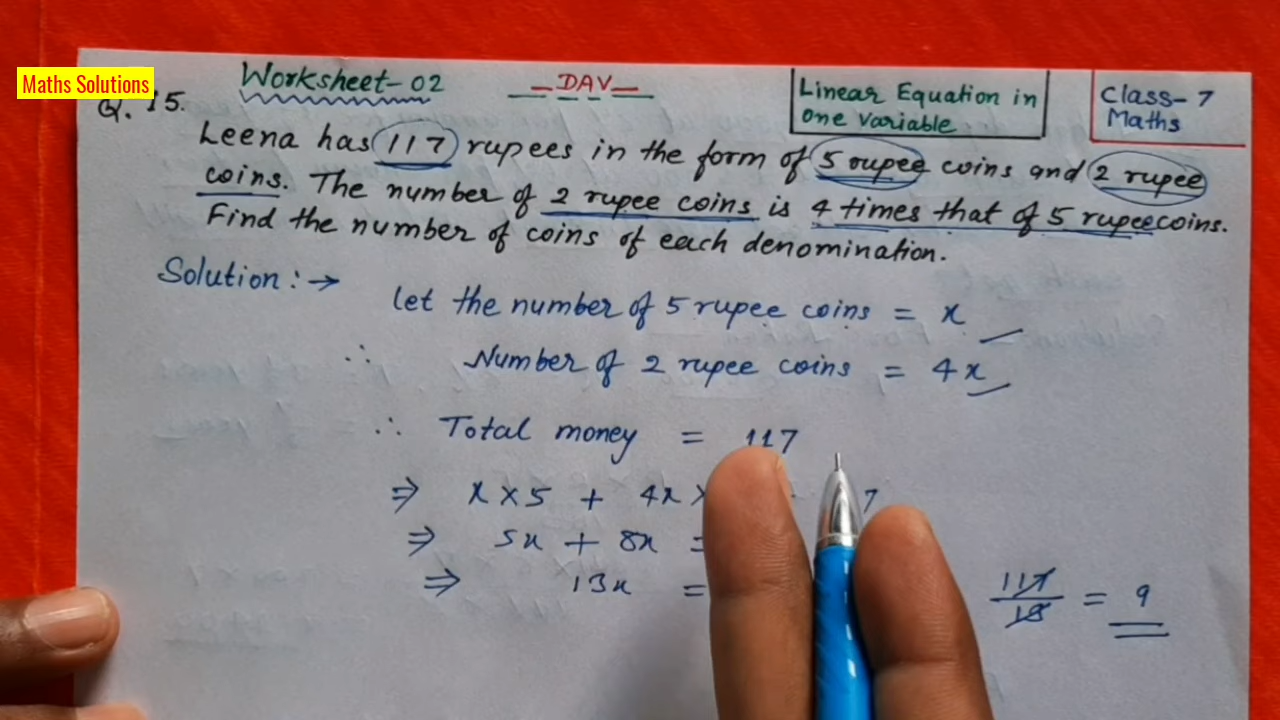 Maths Solutions
Worksheet-02
DAV
Linear Equation in
one variable
Class-7
Maths
Q. 15.
Leena has 117 rupees in the form of 5 rupee coins and 2 rupee
coins. The number of 2 rupee coins is 4 times that of 5 rupee coins.
Find the number of coins of each denomination.
Solution :→
let the number of 5 rupee coins = x
∴ Number of 2 rupee coins = 4x
∴ Total money = 117
⇒ x × 5 + 4x × 7
⇒ 5x + 8x =
⇒ 13x =
117/13 = 9